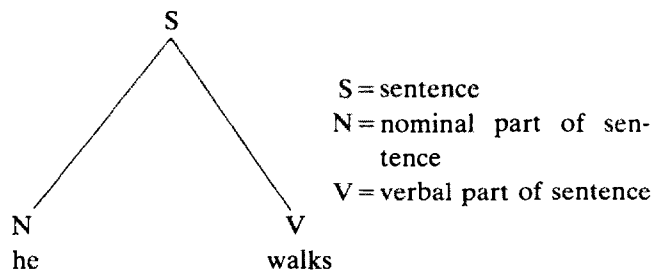 S
S = sentence
N = nominal part of sen-
tence
V = verbal part of sentence
N V
he walks